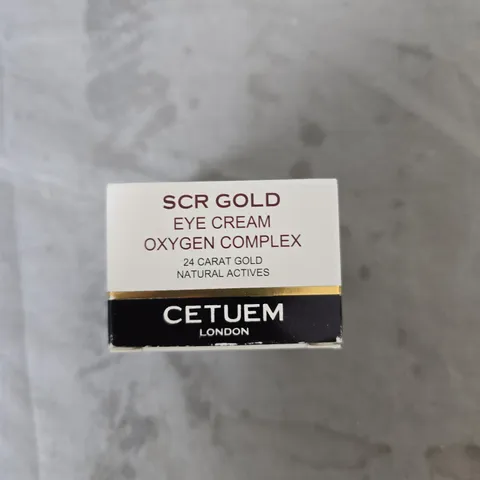 SCR GOLD
EYE CREAM
OXYGEN COMPLEX
24 CARAT GOLD
NATURAL ACTIVES
CETUEM
LONDON